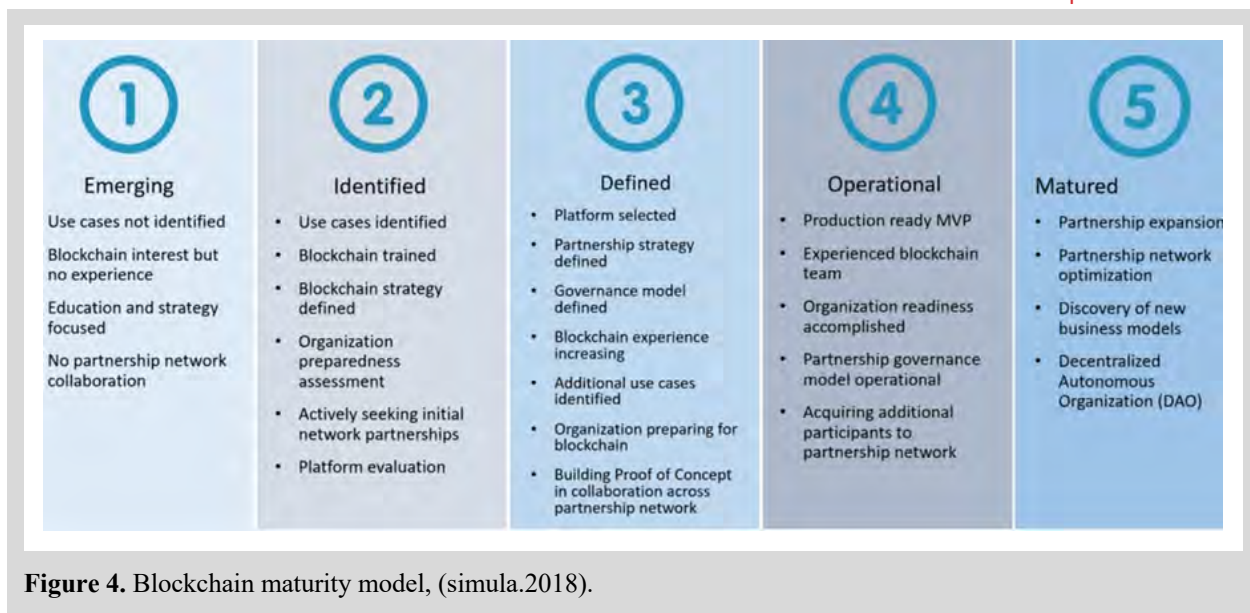 1
Emerging
Use cases not identified
Blockchain interest but
no experience
Education and strategy
focused
No partnership network
collaboration
2
Identified
• Use cases identified
• Blockchain trained
• Blockchain strategy
defined
• Organization
preparedness
assessment
• Actively seeking initial
network partnerships
• Platform evaluation
3
Defined
• Platform selected
• Partnership strategy
defined
• Governance model
defined
• Blockchain experience
increasing
• Additional use cases
identified
• Organization preparing for
blockchain
• Building Proof of Concept
in collaboration across
partnership network
4
Operational
• Production ready MVP
• Experienced blockchain
team
• Organization readiness
accomplished
• Partnership governance
model operational
• Acquiring additional
participants to
partnership network
5
Matured
• Partnership expansion
• Partnership network
optimization
• Discovery of new
business models
• Decentralized
Autonomous
Organization (DAO)
Figure 4. Blockchain maturity model, (simula.2018).